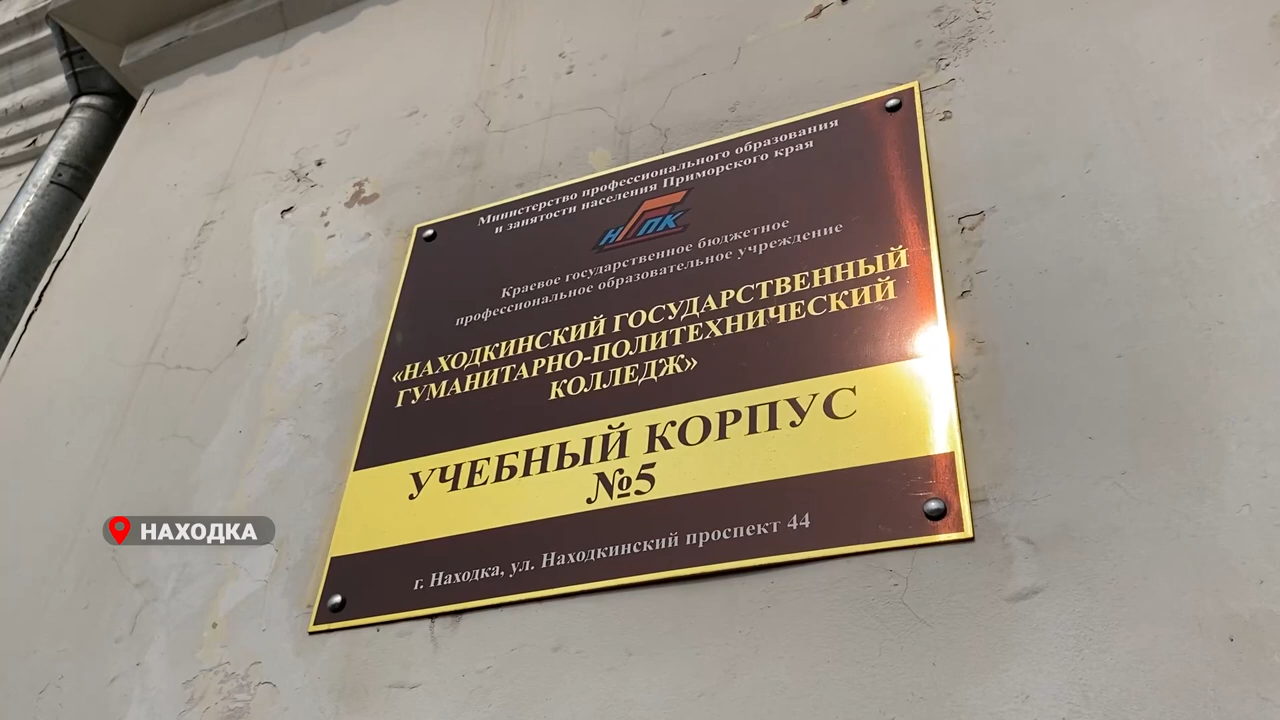 Министерство профессионального образования
и занятости населения Приморского края
НГПК
Краевое государственное бюджетное
профессиональное образовательное учреждение
«НАХОДКИНСКИЙ ГОСУДАРСТВЕННЫЙ
ГУМАНИТАРНО-ПОЛИТЕХНИЧЕСКИЙ
КОЛЛЕДЖ»
УЧЕБНЫЙ КОРПУС
№5
г. Находка, ул. Находкинский проспект 44
НАХОДКА